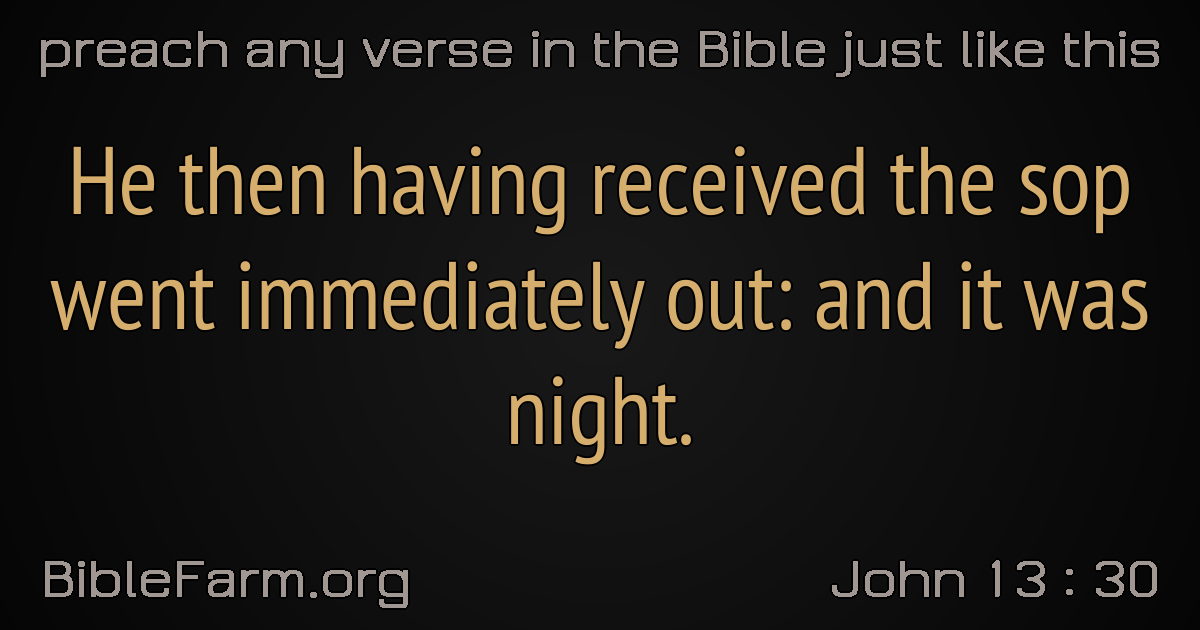 preach any verse in the Bible just like this
He then having received the sop
went immediately out: and it was
night.
BibleFarm.org
John 13 : 30